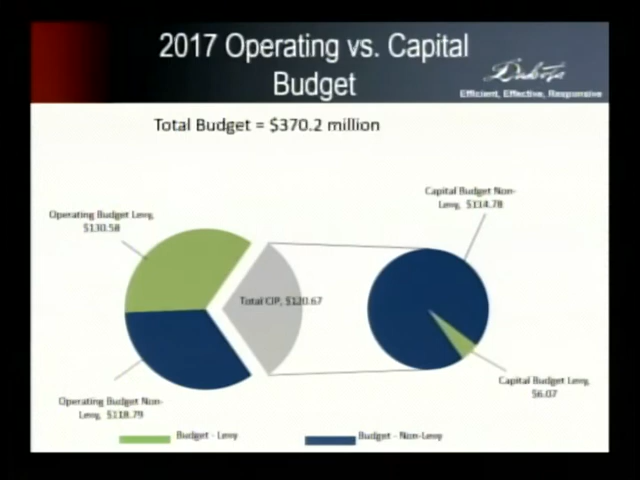 2017 Operating vs. Capital
Budget
Dakota
Efficient, Effective, Responsive
Total Budget = $370.2 million
Capital Budget Non-
Levy, $114.78
Operating Budget Levy,
$130.58
Total CIP, $120.67
Capital Budget Levy,
$6.07
Operating Budget Non-
Levy, $118.79
Budget - Levy
Budget - Non-Levy